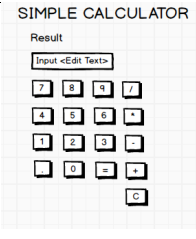 SIMPLE CALCULATOR
Result
Input <Edit Text>
7 8 9 /
4 5 6 *
1 2 3 -
. 0 = +
C